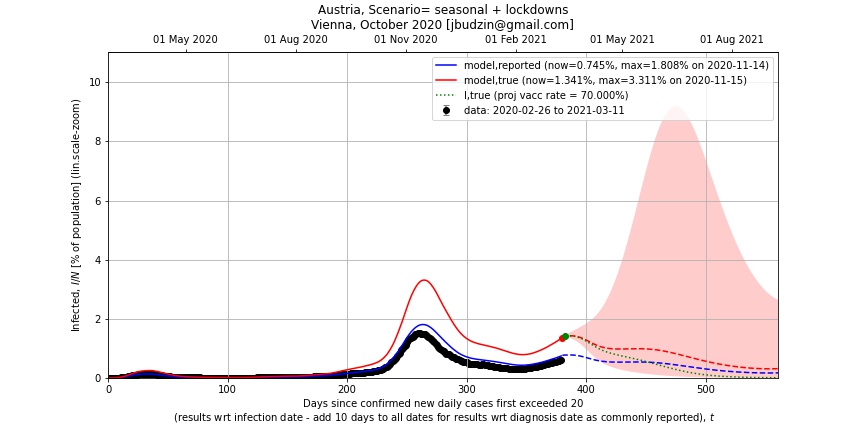 Austria, Scenario= seasonal + lockdowns
Vienna, October 2020 [jbudzin@gmail.com]
01 May 2020 01 Aug 2020 01 Nov 2020 01 Feb 2021 01 May 2021 01 Aug 2021
model,reported (now=0.745%, max=1.808% on 2020-11-14)
model,true (now=1.341%, max=3.311% on 2020-11-15)
I,true (proj vacc rate = 70.000%)
data: 2020-02-26 to 2021-03-11
Infected, I/N [% of population] (lin.scale-zoom)
10
8
6
4
2
0
0 100 200 300 400 500
Days since confirmed new daily cases first exceeded 20
(results wrt infection date - add 10 days to all dates for results wrt diagnosis date as commonly reported), t